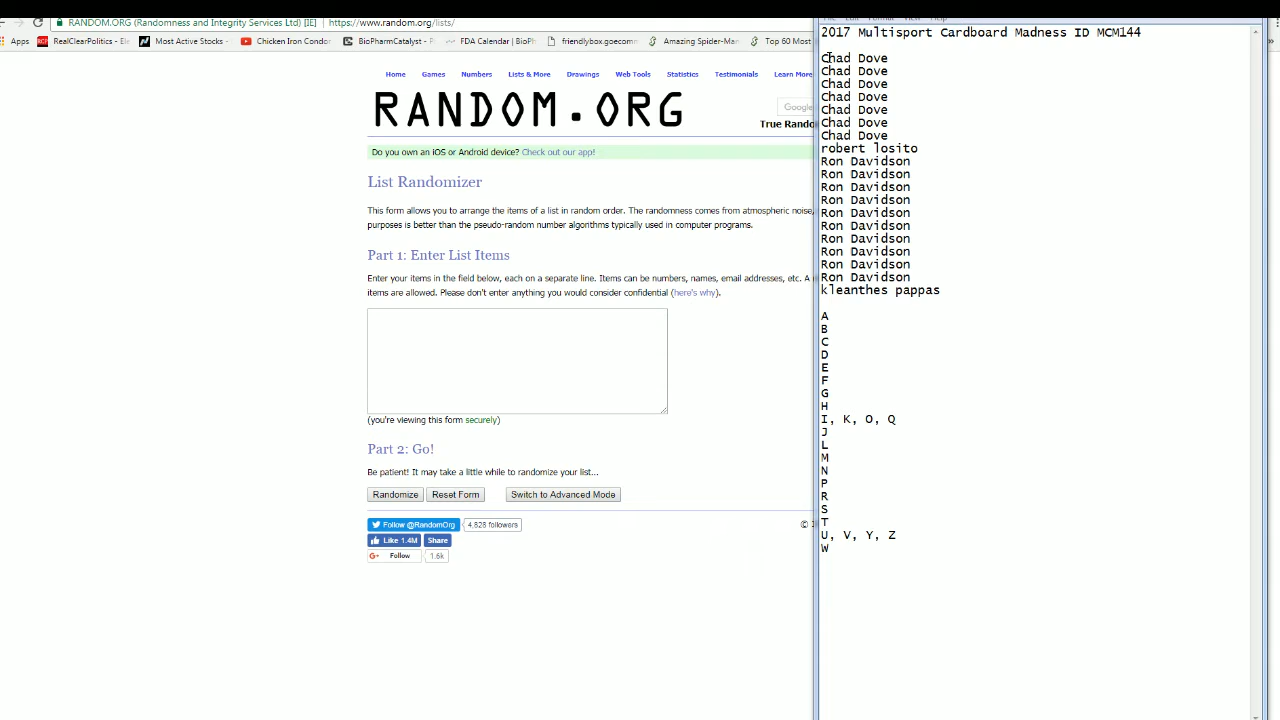 RANDOM.ORG (Randomness and Integrity Services Ltd) [IE]
https://www.random.org/lists/
Apps
RealClearPolitics - Ele
Most Active Stocks -
Chicken Iron Condor
BioPharmCatalyst -
FDA Calendar | BioPh
friendlybox.goecomm
Amazing Spider-Man
Top 60 Most
Home
Games
Numbers
Lists & More
Drawings
Web Tools
Statistics
Testimonials
Learn More
RANDOM.ORG
Google
True Rando
Do you own an iOS or Android device? Check out our app!
List Randomizer
This form allows you to arrange the items of a list in random order. The randomness comes from atmospheric noise,
purposes is better than the pseudo-random number algorithms typically used in computer programs.
Part 1: Enter List Items
Enter your items in the field below, each on a separate line. Items can be numbers, names, email addresses, etc. A
items are allowed. Please don't enter anything you would consider confidential (here's why).
(you're viewing this form securely)
Part 2: Go!
Be patient! It may take a little while to randomize your list...
Randomize
Reset Form
Switch to Advanced Mode
Follow @RandomOrg
4,828 followers
Like 1.4M
Share
Follow
1.6k
©
2017 Multisport Cardboard Madness ID MCM144
Chad Dove
Chad Dove
Chad Dove
Chad Dove
Chad Dove
Chad Dove
Chad Dove
robert losito
Ron Davidson
Ron Davidson
Ron Davidson
Ron Davidson
Ron Davidson
Ron Davidson
Ron Davidson
Ron Davidson
Ron Davidson
Ron Davidson
kleanthes pappas
A
B
C
D
E
F
G
H
I, K, O, Q
J
L
M
N
P
R
S
T
U, V, Y, Z
W